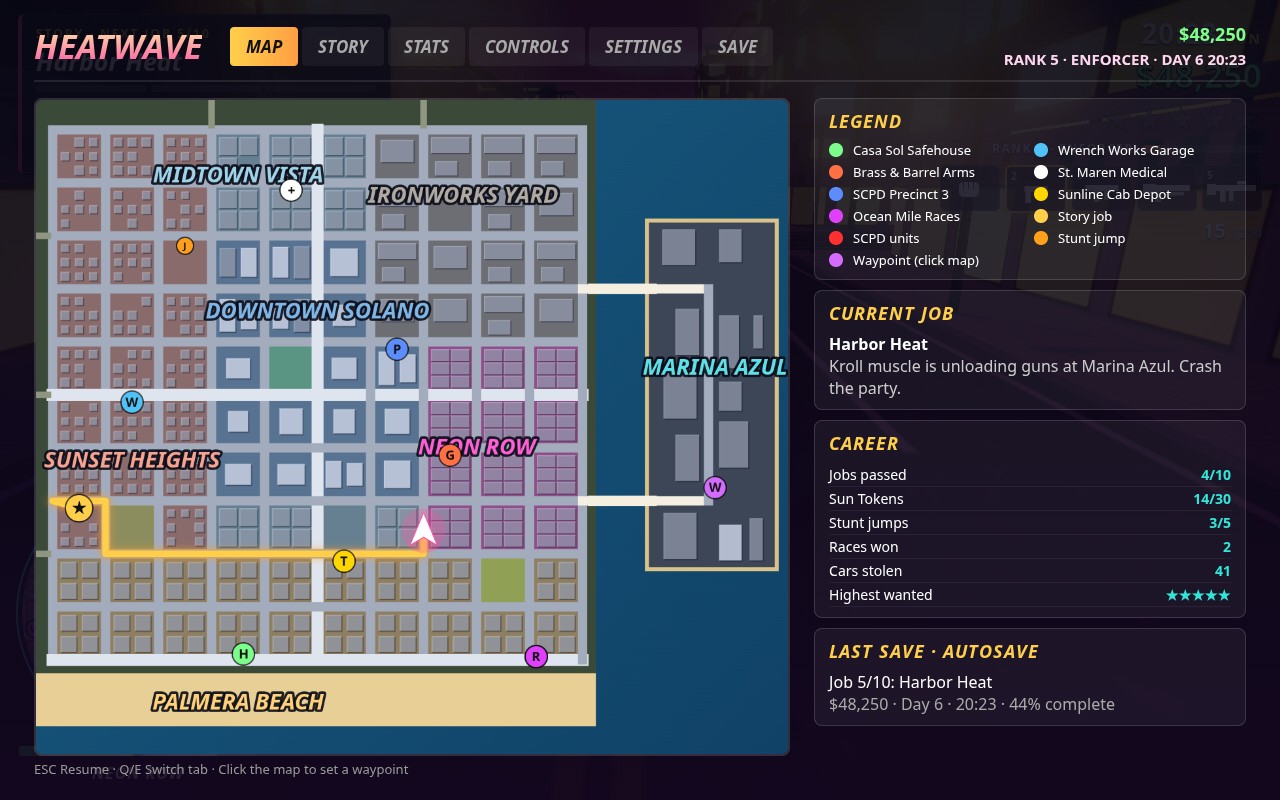 HEATWAVE
MAP
STORY
STATS
CONTROLS
SETTINGS
SAVE
$48,250
RANK 5 · ENFORCER · DAY 6 20:23
MIDTOWN VISTA
+
IRONWORKS YARD
J
DOWNTOWN SOLANO
P
MARINA AZUL
W
NEON ROW
G
SUNSET HEIGHTS
W
★
T
H
R
PALMERA BEACH
LEGEND
Casa Sol Safehouse
Wrench Works Garage
Brass & Barrel Arms
St. Maren Medical
SCPD Precinct 3
Sunline Cab Depot
Ocean Mile Races
Story job
SCPD units
Stunt jump
Waypoint (click map)
CURRENT JOB
Harbor Heat
Kroll muscle is unloading guns at Marina Azul. Crash
the party.
CAREER
Jobs passed 4/10
Sun Tokens 14/30
Stunt jumps 3/5
Races won 2
Cars stolen 41
Highest wanted ★★★★★
LAST SAVE · AUTOSAVE
Job 5/10: Harbor Heat
$48,250 · Day 6 · 20:23 · 44% complete
ESC Resume · Q/E Switch tab · Click the map to set a waypoint
Harbor Heat
$48,250
NEON ROW